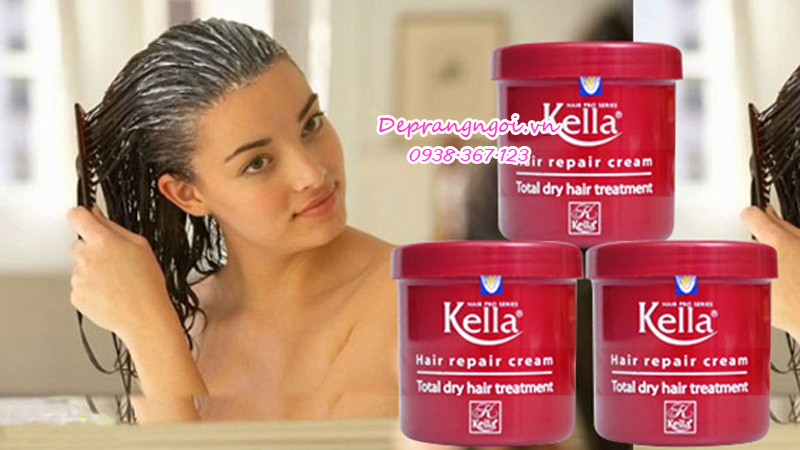 HAIR PRO SERIES
Kella®
Hair repair cream
Total dry hair treatment
K
Kella
Deprangngoi.vn
0938·367·123
HAIR PRO SERIES
Kella®
Hair repair cream
Total dry hair treatment
K
Kella
HAIR PRO SERIES
Kella®
Hair repair cream
Total dry hair treatment
K
Kella